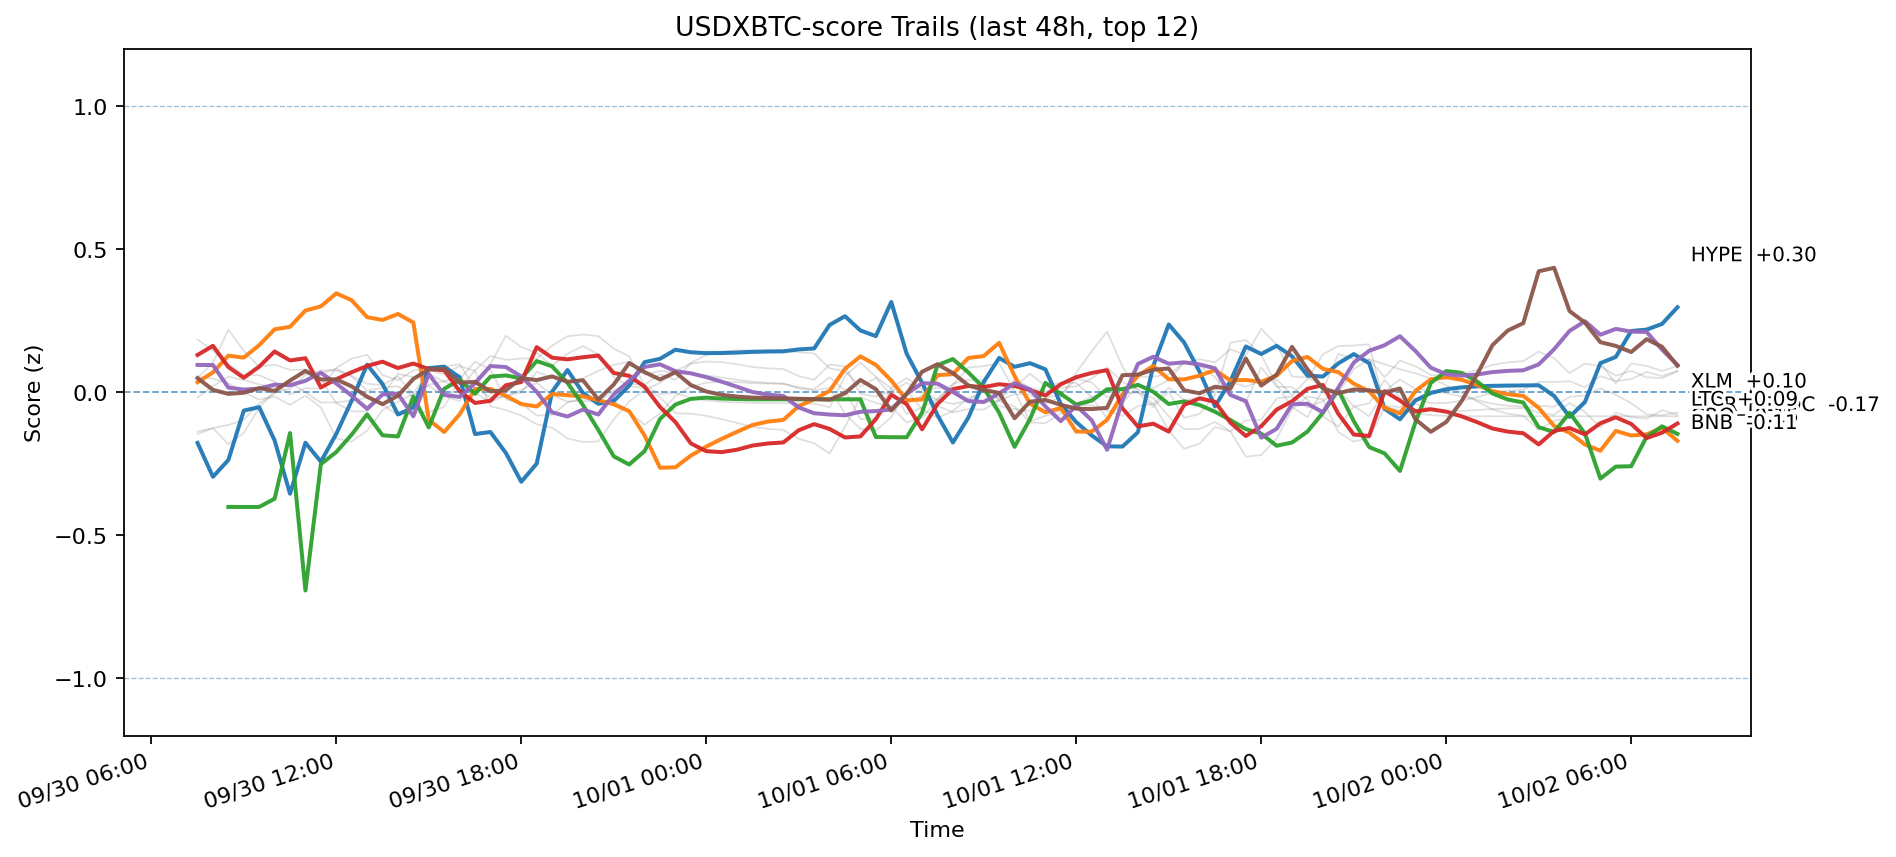 USDXBTC-score Trails (last 48h, top 12)
Score (z)
1.0
0.5
0.0
−0.5
−1.0
HYPE +0.30
XLM +0.10
LTC +0.09
C -0.17
BNB -0.11
09/30 06:00
09/30 12:00
09/30 18:00
10/01 00:00
10/01 06:00
10/01 12:00
10/01 18:00
10/02 00:00
10/02 06:00
Time